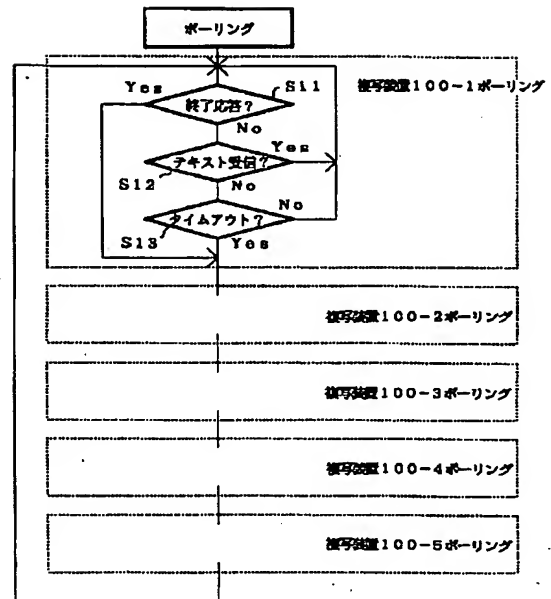 ポーリング
複写装置100-1ポーリング
Yes
S11
終了応答?
No
Yes
テキスト受信?
S12
No
No
タイムアウト?
S13
Yes
複写装置100-2ポーリング
複写装置100-3ポーリング
複写装置100-4ポーリング
複写装置100-5ポーリング